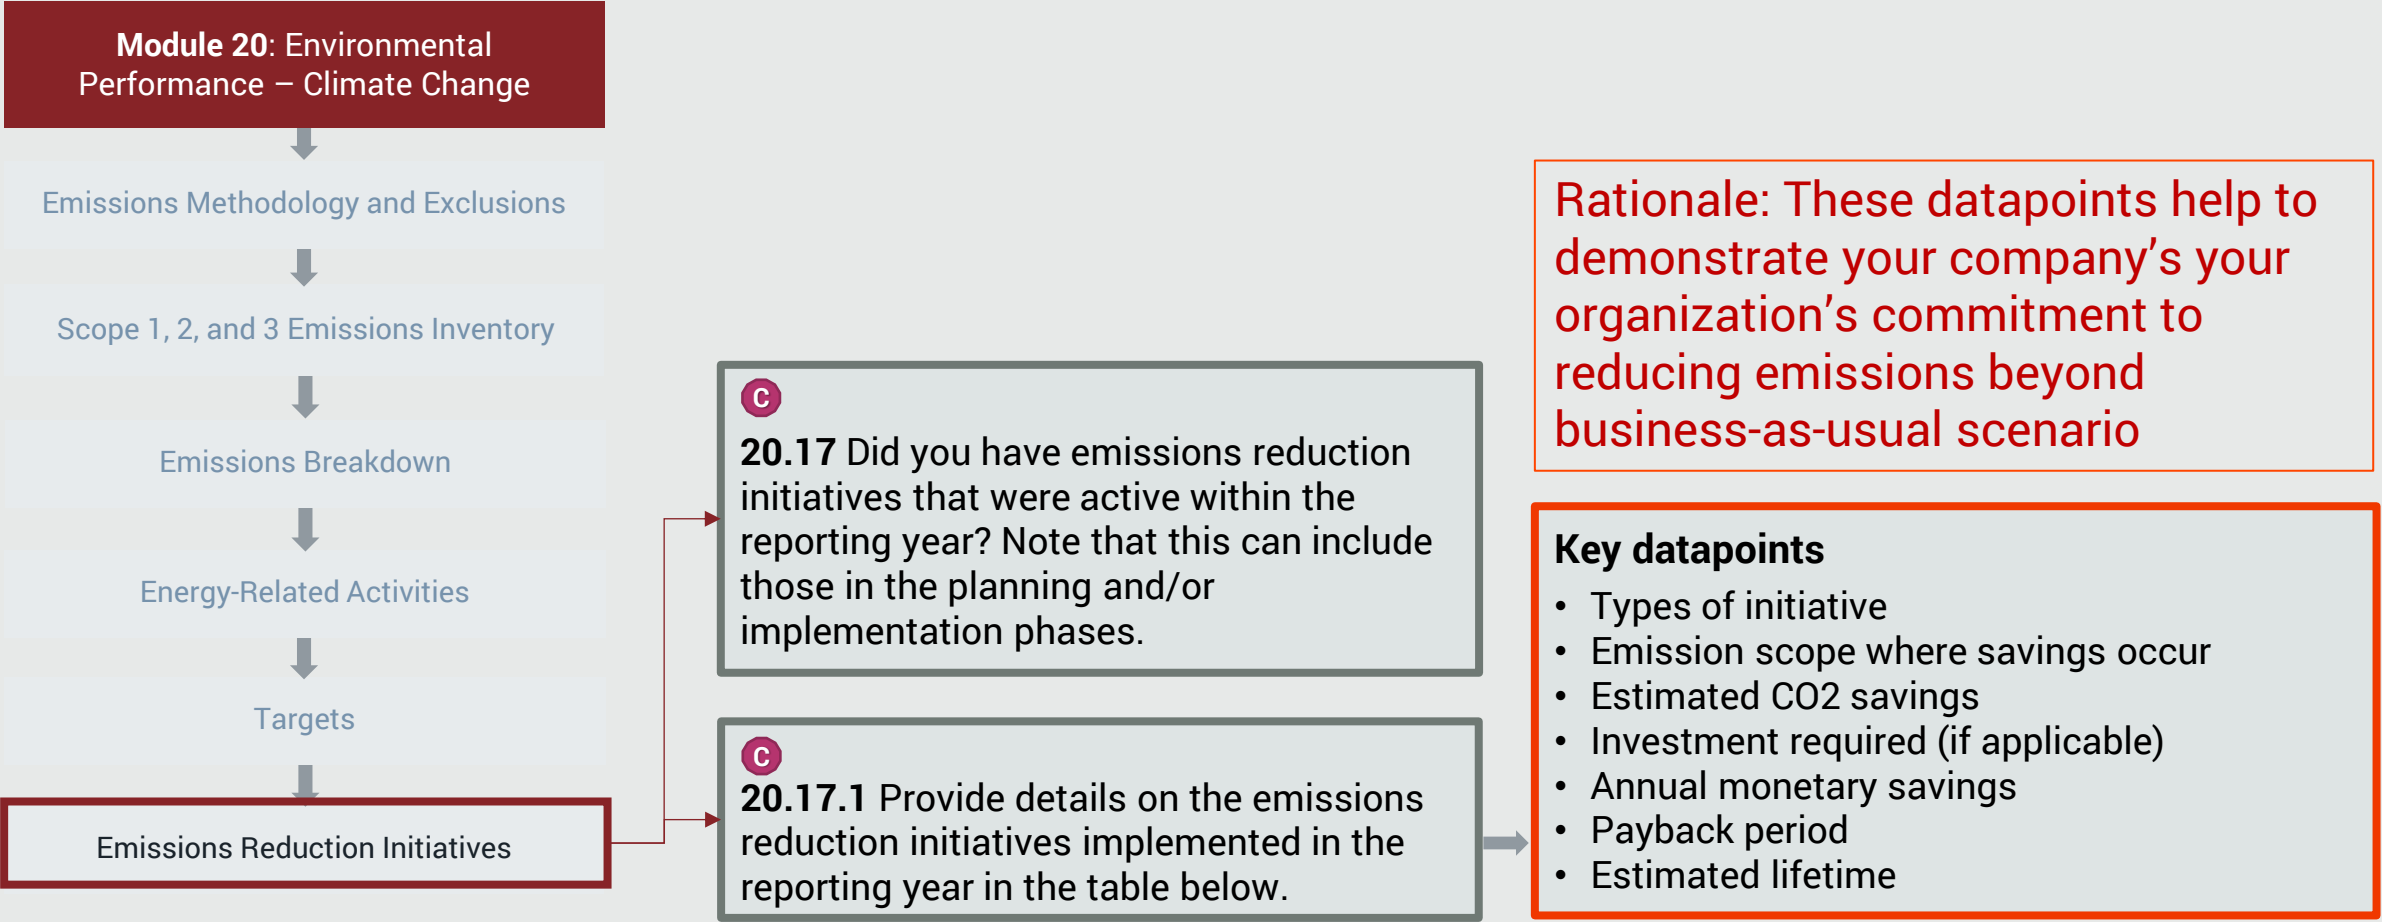 Module 20: Environmental
Performance – Climate Change
Emissions Methodology and Exclusions
Scope 1, 2, and 3 Emissions Inventory
Emissions Breakdown
Energy-Related Activities
Targets
Emissions Reduction Initiatives
C
20.17 Did you have emissions reduction
initiatives that were active within the
reporting year? Note that this can include
those in the planning and/or
implementation phases.
C
20.17.1 Provide details on the emissions
reduction initiatives implemented in the
reporting year in the table below.
Rationale: These datapoints help to
demonstrate your company’s your
organization’s commitment to
reducing emissions beyond
business-as-usual scenario
Key datapoints
• Types of initiative
• Emission scope where savings occur
• Estimated CO2 savings
• Investment required (if applicable)
• Annual monetary savings
• Payback period
• Estimated lifetime